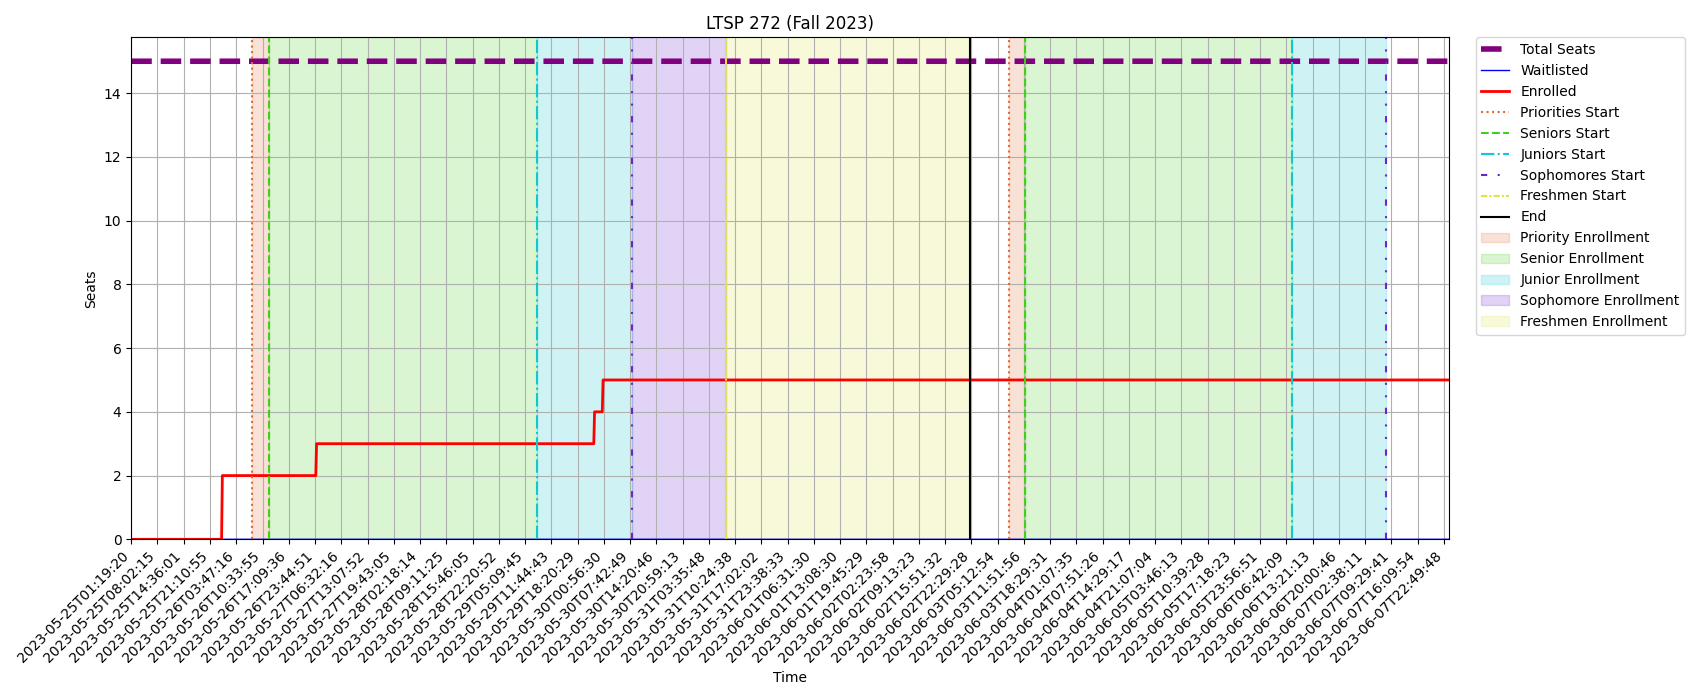 LTSP 272 (Fall 2023)
Seats
14
12
10
8
6
4
2
0
2023-05-25T01:19:20
2023-05-25T08:02:15
2023-05-25T14:36:01
2023-05-25T21:10:55
2023-05-26T03:47:16
2023-05-26T10:33:55
2023-05-26T17:09:36
2023-05-26T23:44:51
2023-05-27T06:32:16
2023-05-27T13:07:52
2023-05-27T19:43:05
2023-05-28T02:18:14
2023-05-28T09:11:25
2023-05-28T15:46:05
2023-05-28T22:20:52
2023-05-29T05:09:45
2023-05-29T11:44:43
2023-05-29T18:20:29
2023-05-30T00:56:30
2023-05-30T07:42:49
2023-05-30T14:20:46
2023-05-30T20:59:13
2023-05-31T03:35:48
2023-05-31T10:24:38
2023-05-31T17:02:02
2023-05-31T23:38:33
2023-06-01T06:31:30
2023-06-01T13:08:30
2023-06-01T19:45:29
2023-06-02T02:23:58
2023-06-02T09:13:23
2023-06-02T15:51:32
2023-06-02T22:29:28
2023-06-03T05:12:54
2023-06-03T11:51:56
2023-06-03T18:29:31
2023-06-04T01:07:35
2023-06-04T07:51:26
2023-06-04T14:29:17
2023-06-04T21:07:04
2023-06-05T03:46:13
2023-06-05T10:39:28
2023-06-05T17:18:23
2023-06-05T23:56:51
2023-06-06T06:42:09
2023-06-06T13:21:13
2023-06-06T20:00:46
2023-06-07T02:38:11
2023-06-07T09:29:41
2023-06-07T16:09:54
2023-06-07T22:49:48
Time
Total Seats
Waitlisted
Enrolled
Priorities Start
Seniors Start
Juniors Start
Sophomores Start
Freshmen Start
End
Priority Enrollment
Senior Enrollment
Junior Enrollment
Sophomore Enrollment
Freshmen Enrollment